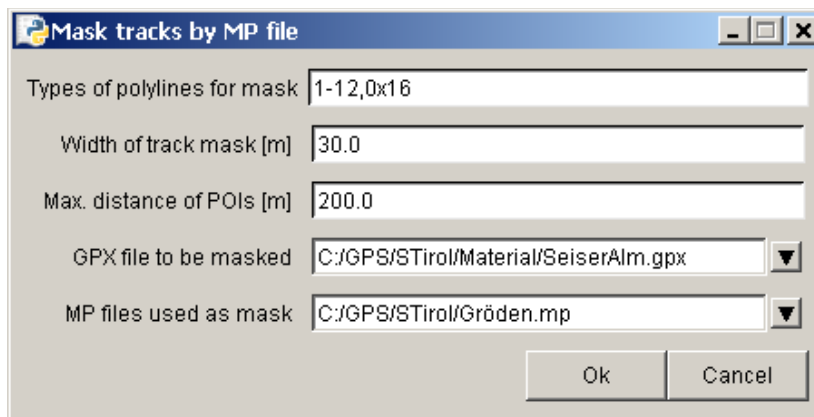 Mask tracks by MP file
Types of polylines for mask 1-12,0x16
Width of track mask [m] 30.0
Max. distance of POIs [m] 200.0
GPX file to be masked C:/GPS/STirol/Material/SeiserAlm.gpx
MP files used as mask C:/GPS/STirol/Gröden.mp
Ok Cancel